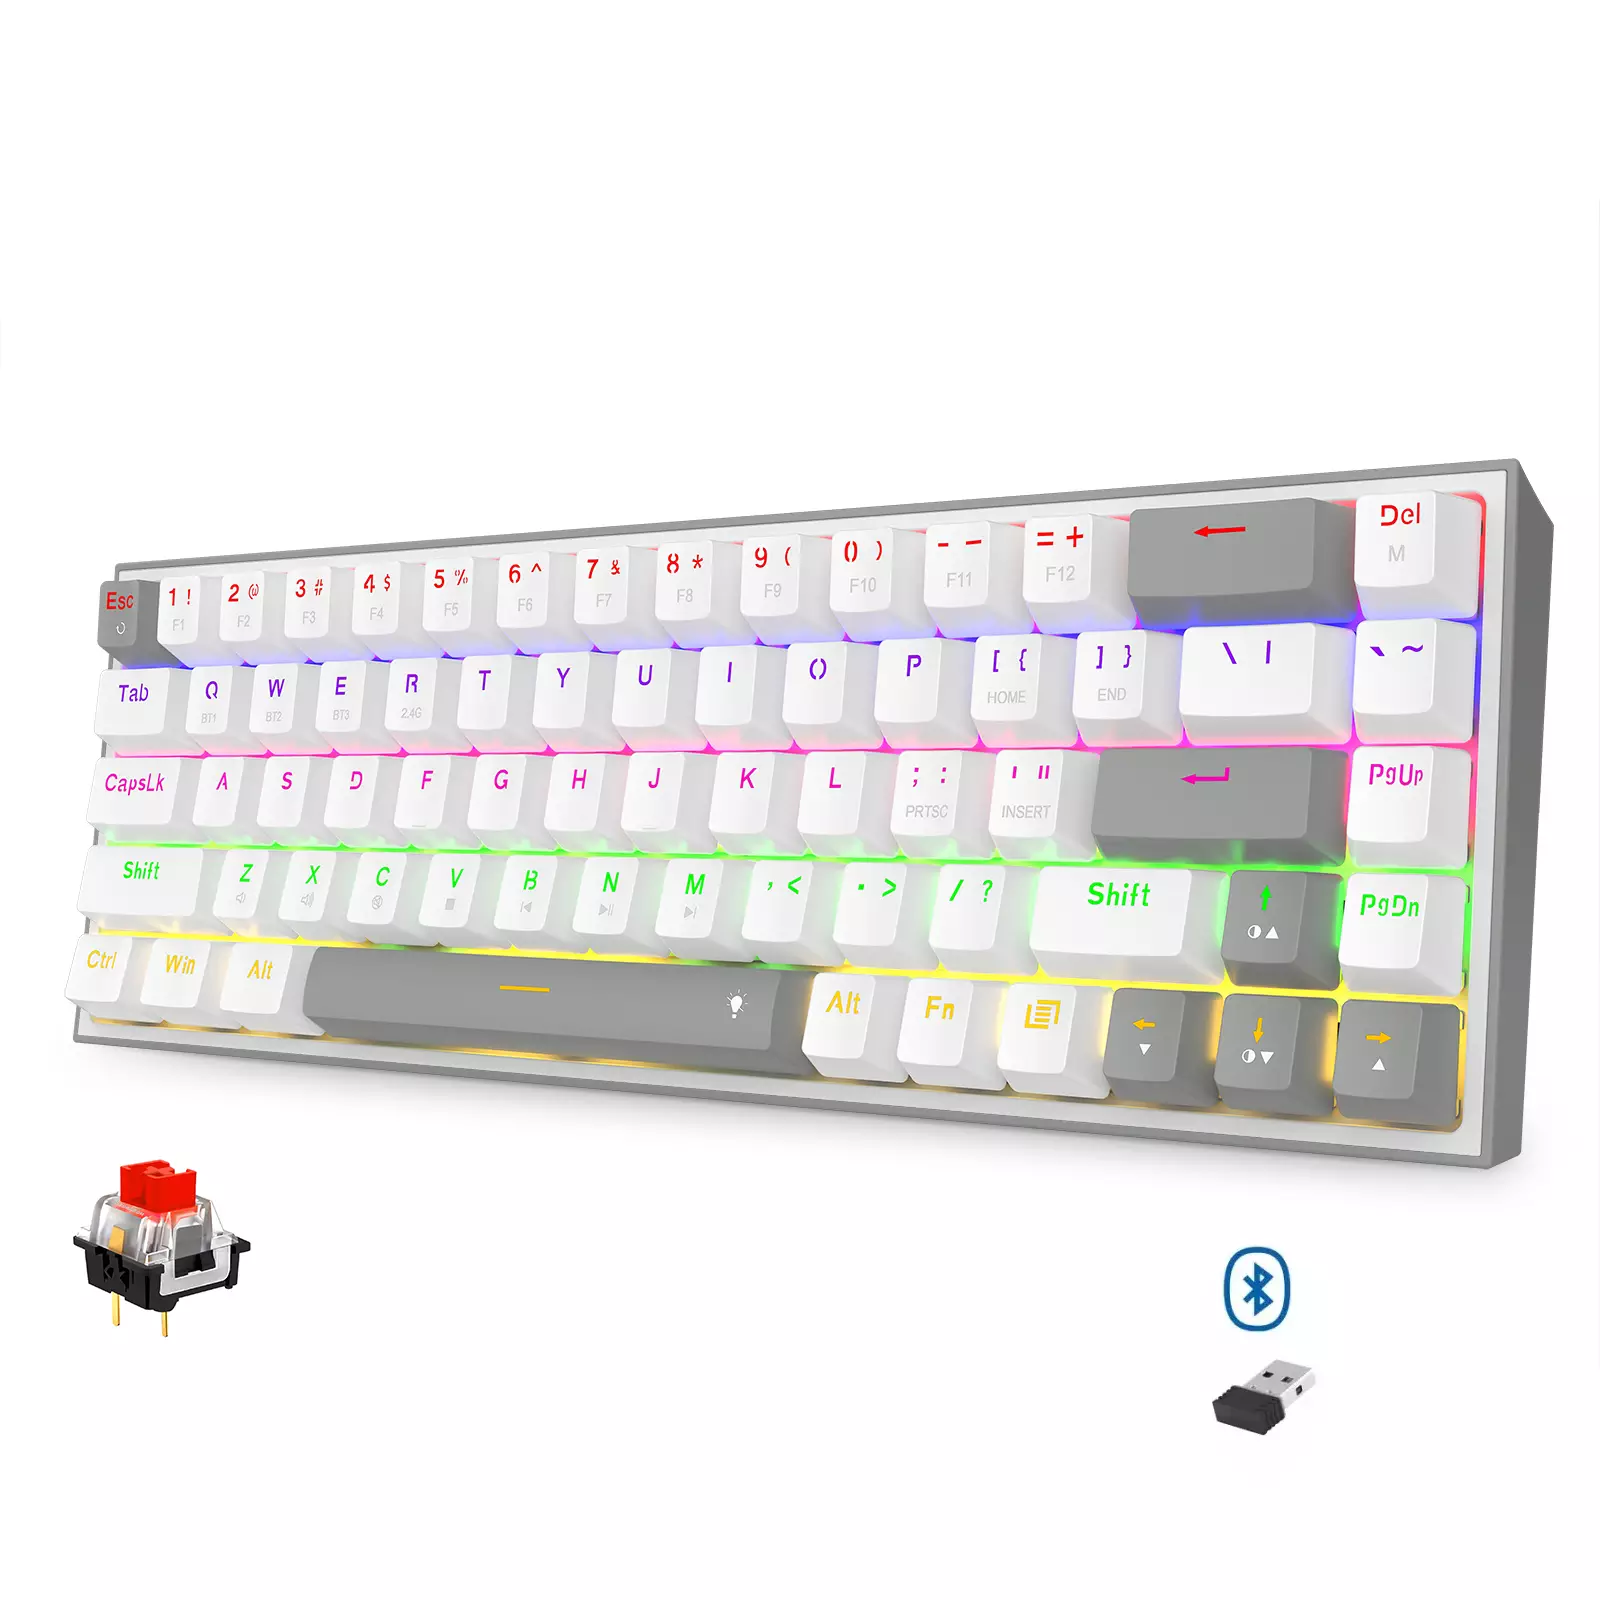 Esc 1 ! 2 @ 3 # 4 $ 5 % 6 ^ 7 & 8 * 9 ( 0 ) - – = + ← Del
F1 F2 F3 F4 F5 F6 F7 F8 F9 F10 F11 F12 M
Tab Q W E R T Y U I O P [ { ] } \ | ` ~
BT1 BT2 BT3 2.4G HOME END
CapsLk A S D F G H J K L ; : ' " PgUp
PRTSC INSERT
Shift Z X C V B N M , < . > / ? Shift ↑ PgDn
Ctrl Win Alt — Alt Fn ← ↓ →